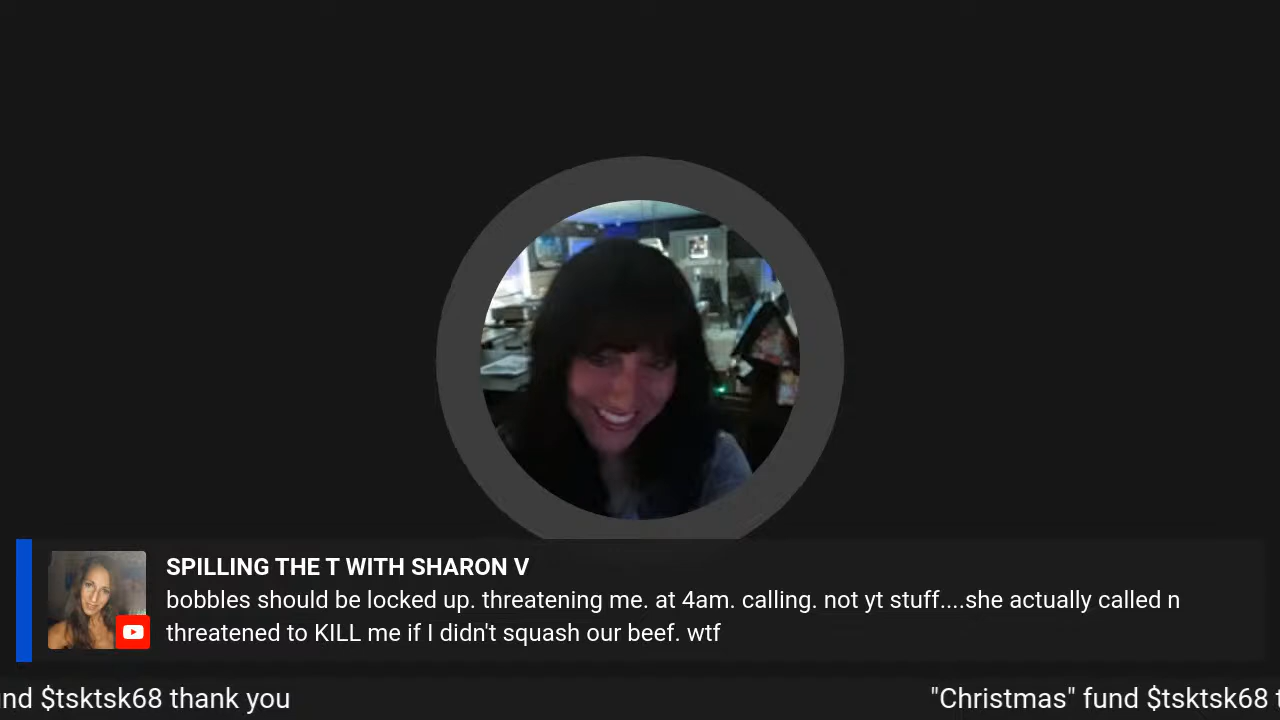 SPILLING THE T WITH SHARON V
bobbles should be locked up. threatening me. at 4am. calling. not yt stuff....she actually called n
threatened to KILL me if I didn't squash our beef. wtf
und $tsktsk68 thank you "Christmas" fund $tsktsk68 t